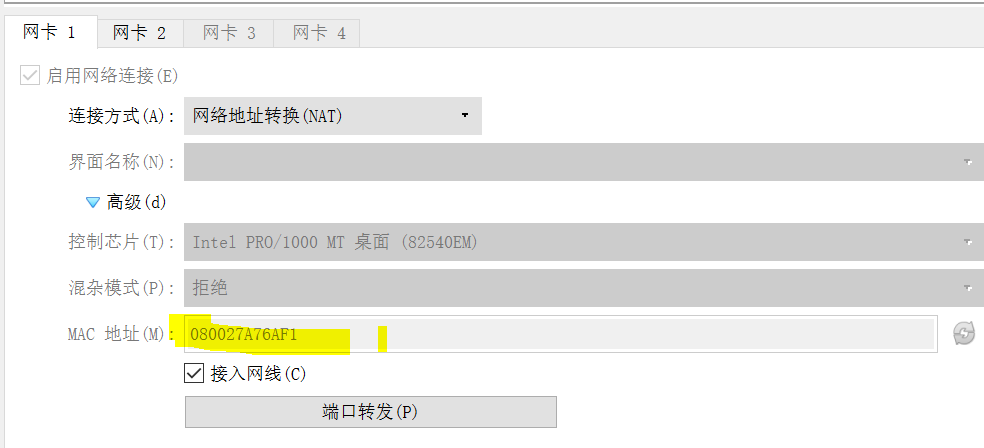 网卡 1 网卡 2 网卡 3 网卡 4
启用网络连接(E)
连接方式(A): 网络地址转换(NAT)
界面名称(N):
高级(d)
控制芯片(T): Intel PRO/1000 MT 桌面 (82540EM)
混杂模式(P): 拒绝
MAC 地址(M): 080027A76AF1
接入网线(C)
端口转发(P)